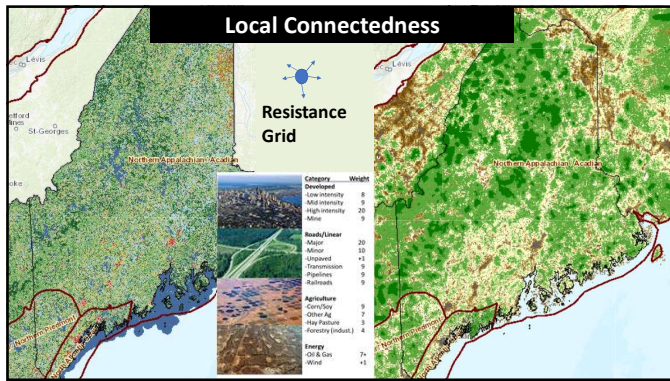 Local Connectedness
Lévis
St-Georges
Northern Appalachian / Acadian
Northern Piedmont
Resistance
Grid
Category Weight
Developed
-Low intensity 8
-Mid intensity 9
-High intensity 20
-Mine 9
Roads/Linear
-Major 20
-Minor 10
-Unpaved +1
-Transmission 9
-Pipelines 9
-Railroads 9
Agriculture
-Corn/Soy 9
-Other Ag 7
-Hay Pasture 3
-Forestry (indust.) 4
Energy
-Oil & Gas 7+
-Wind +1
Lévis
Northern Appalachian / Acadian
Northern Piedmont